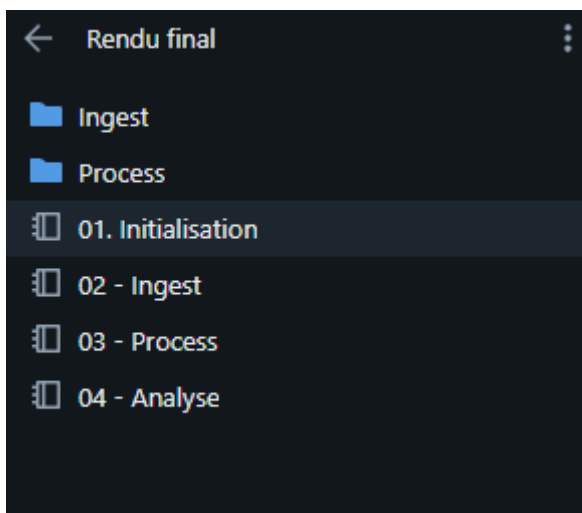 Rendu final
Ingest
Process
01. Initialisation
02 - Ingest
03 - Process
04 - Analyse